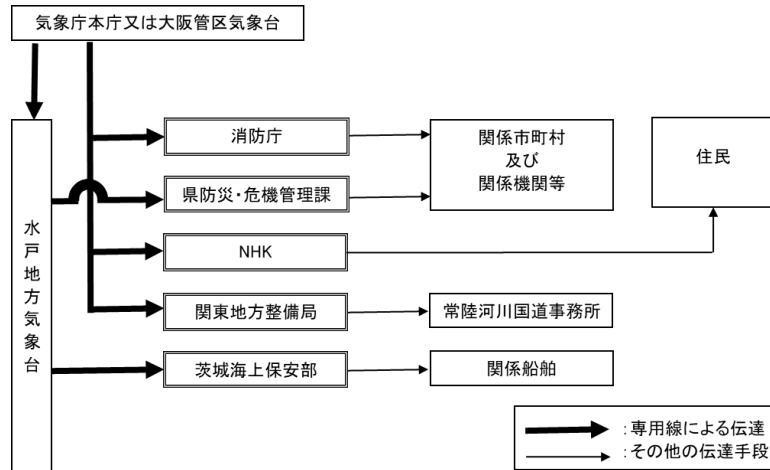 気象庁本庁又は大阪管区気象台
水戸地方気象台
消防庁
県防災・危機管理課
NHK
関東地方整備局
茨城海上保安部
関係市町村
及び
関係機関等
住民
常陸河川国道事務所
関係船舶
:専用線による伝達
:その他の伝達手段